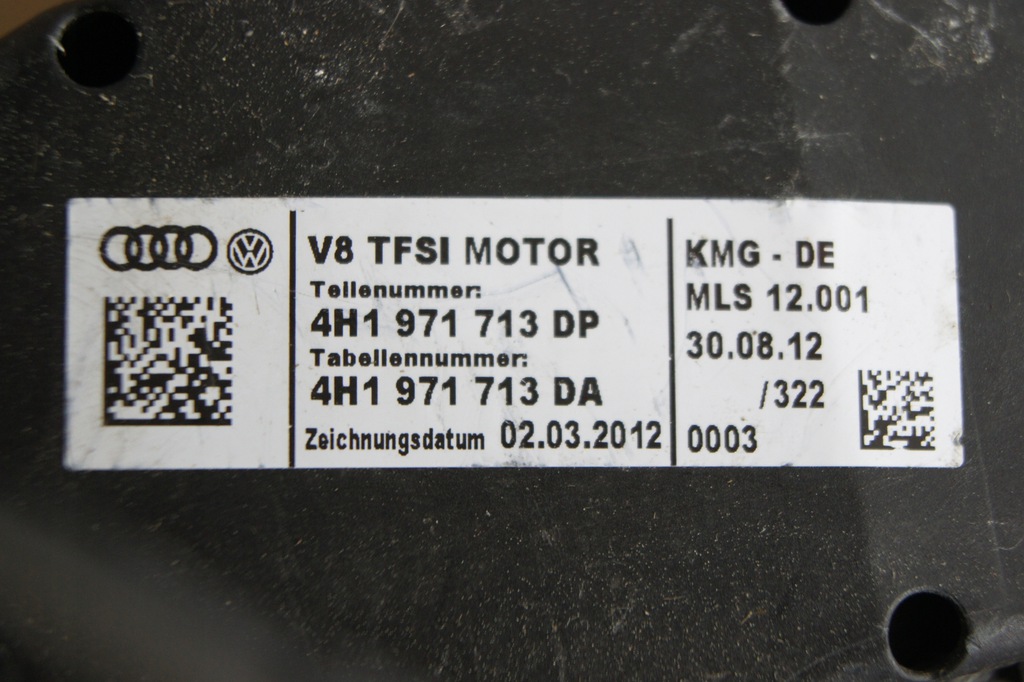 V8 TFSI MOTOR
Teilenummer:
4H1 971 713 DP
Tabellennummer:
4H1 971 713 DA
Zeichnungsdatum 02.03.2012
KMG - DE
MLS 12.001
30.08.12
/322
0003